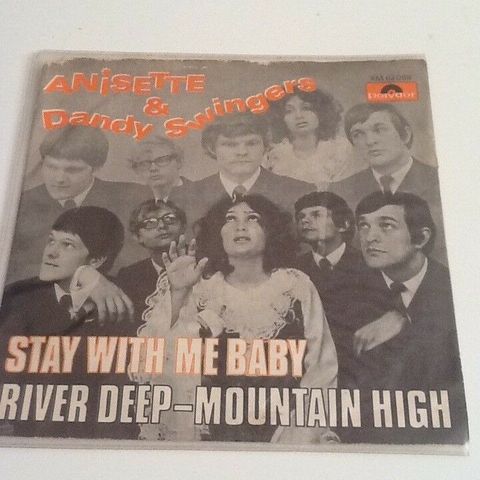 ANiSETTE
&
Dandy Swingers
Polydor
STAY WITH ME BABY
RIVER DEEP–MOUNTAIN HIGH